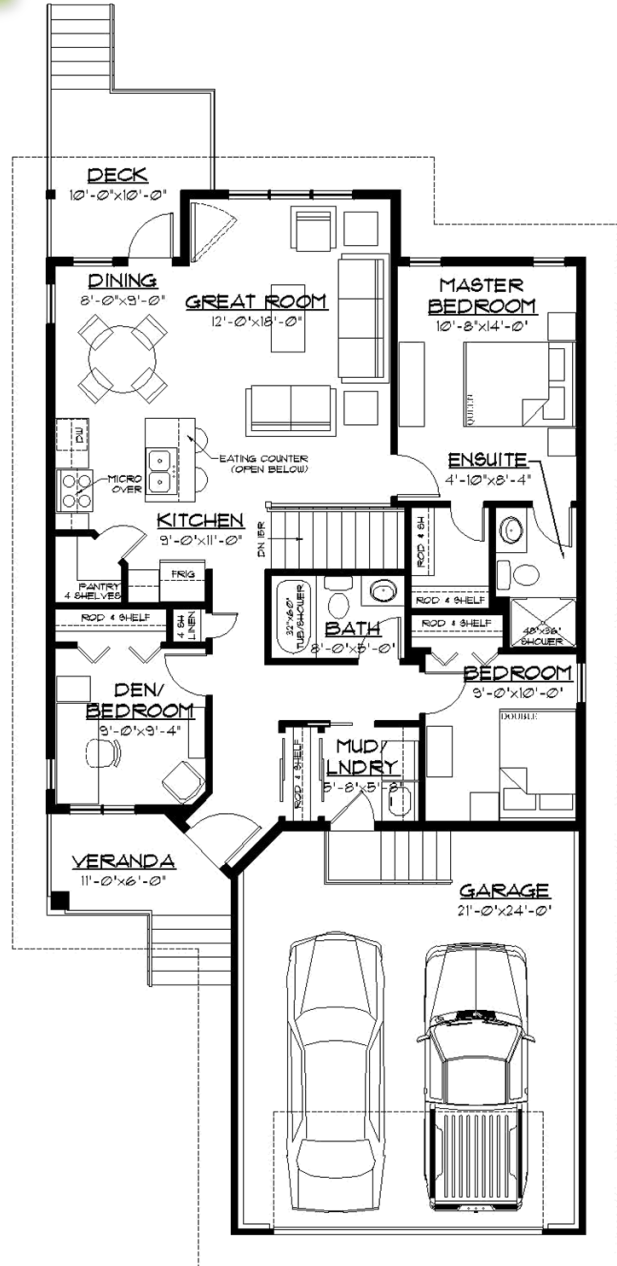 DECK
10'-0"x10'-0"
DINING
8'-0"x9'-0"
GREAT ROOM
12'-0"x18'-0"
MASTER
BEDROOM
10'-8"x14'-0"
QUEEN
DW
EATING COUNTER
(OPEN BELOW)
MICRO
OVER
ENSUITE
4'-10"x8'-4"
KITCHEN
9'-0"x11'-0"
DN 15R
ROD & SH
FRIG
PANTRY
4 SHELVES
ROD & SHELF
ROD & SHELF
4 SH
LINEN
32"x60"
TUB/SHOWER
BATH
8'-0"x5'-0"
ROD & SHELF
48"x36"
SHOWER
BEDROOM
9'-0"x10'-0"
DEN/
BEDROOM
9'-0"x9'-4"
DOUBLE
ROD & SHELF
MUD/
LNDRY
5'-8"x5'-8"
VERANDA
11'-0"x6'-0"
GARAGE
21'-0"x24'-0"